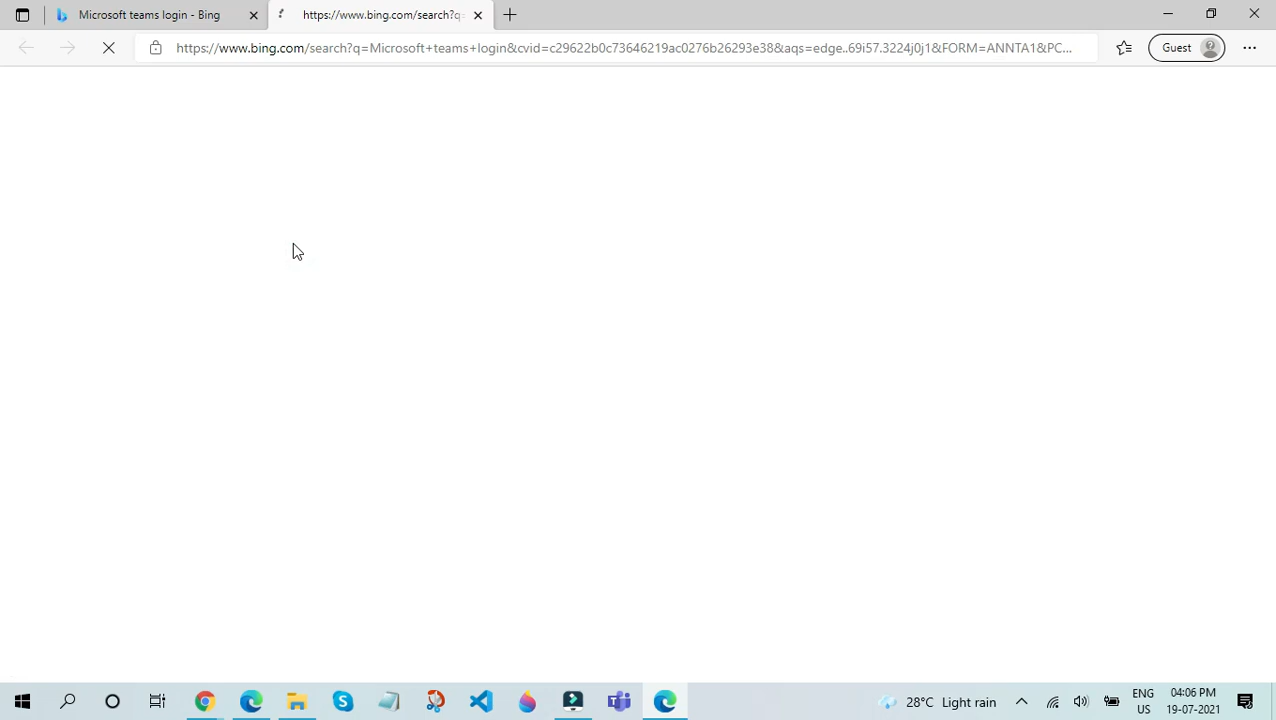 Microsoft teams login - Bing
https://www.bing.com/search?q=
https://www.bing.com/search?q=Microsoft+teams+login&cvid=c29622b0c73646219ac0276b26293e38&aqs=edge..69i57.3224j0j1&FORM=ANNTA1&PC...
Guest
28°C Light rain
ENG
US
04:06 PM
19-07-2021